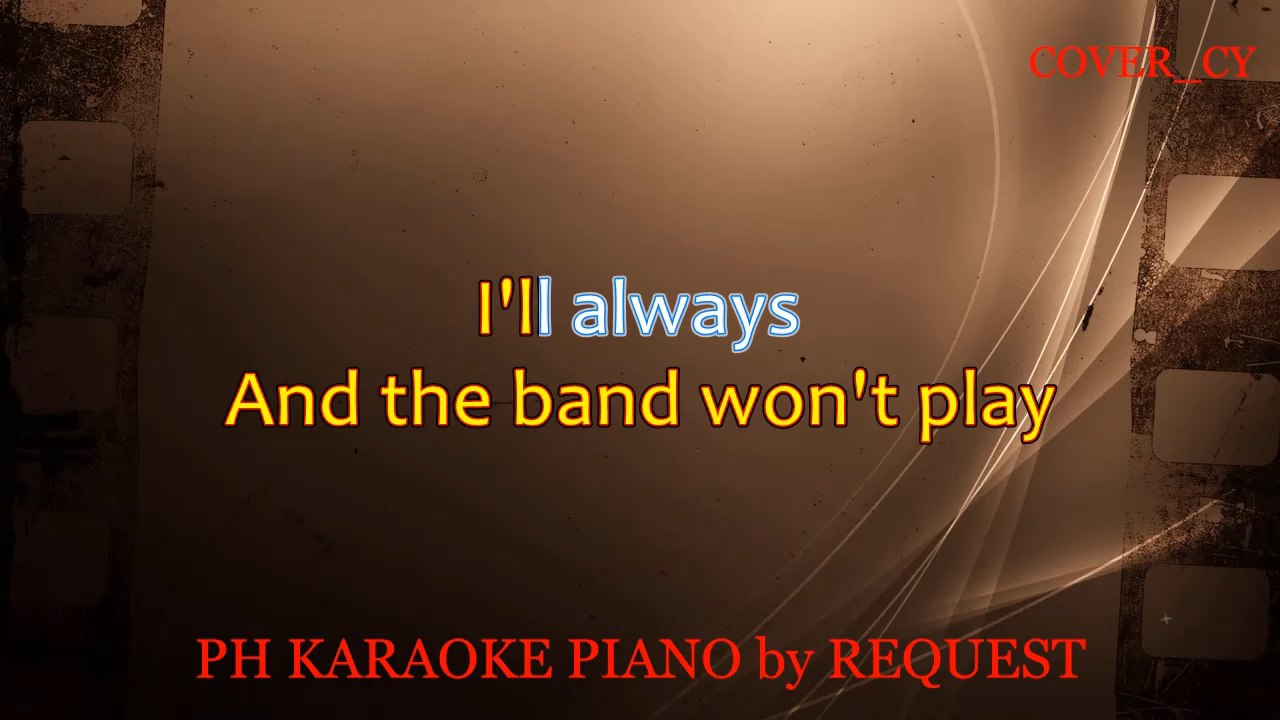 COVER_CY
I'll always
And the band won't play
PH KARAOKE PIANO by REQUEST